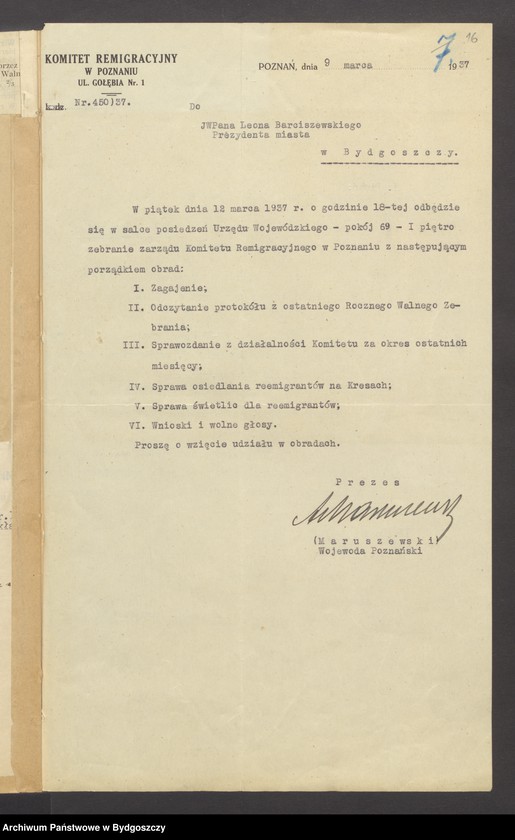 16
7
KOMITET REMIGRACYJNY
W POZNANIU
UL. GOŁĘBIA Nr. 1
POZNAŃ, dnia 9 marca 1937
Nr.450/37.
Do
JWPana Leona Barciszewskiego
Prezydenta miasta
w Bydgoszczy.
W piątek dnia 12 marca 1937 r. o godzinie 18-tej odbędzie
się w salce posiedzeń Urzędu Wojewódzkiego - pokój 69 - I piętro
zebranie zarządu Komitetu Remigracyjnego w Poznaniu z następującym
porządkiem obrad:
I. Zagajenie;
II. Odczytanie protokółu z ostatniego Rocznego Walnego Ze-
brania;
III. Sprawozdanie z działalności Komitetu za okres ostatnich
miesięcy;
IV. Sprawa osiedlania reemigrantów na Kresach;
V. Sprawa świetlic dla reemigrantów;
VI. Wnioski i wolne głosy.
Proszę o wzięcie udziału w obradach.
Prezes
(Maruszewski)
Wojewoda Poznański
Archiwum Państwowe w Bydgoszczy